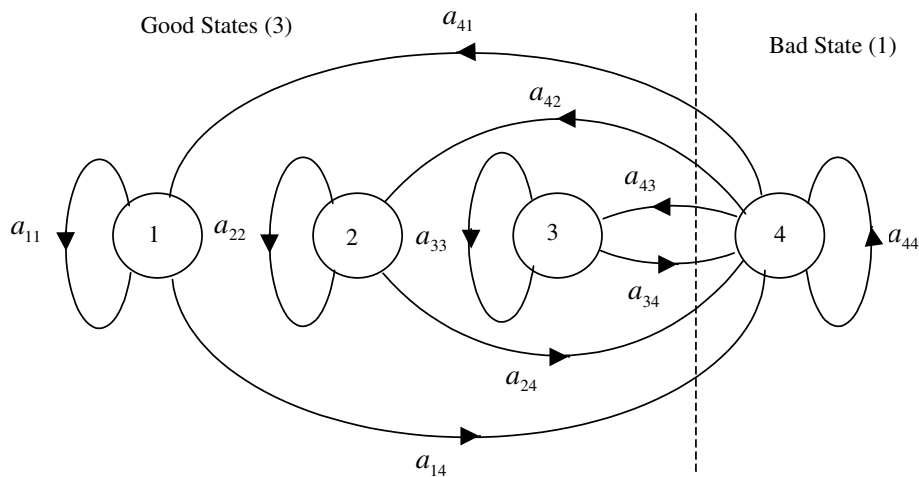 Good States (3)
Bad State (1)
a41
a42
a43
a11
1
a22
2
a33
3
4
a44
a34
a24
a14